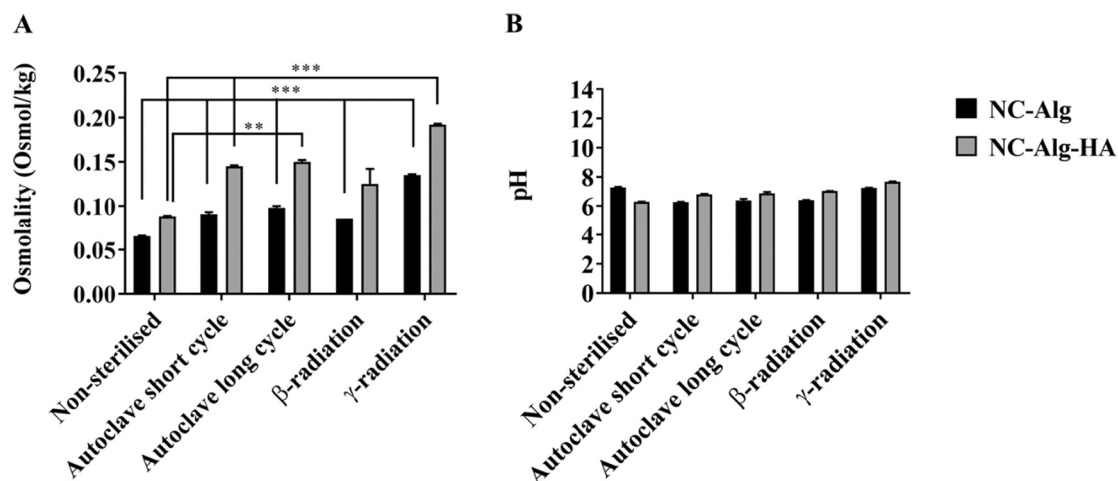 A
Osmolality (Osmol/kg)
0.25
0.20
0.15
0.10
0.05
0.00
***
***
**
Non-sterilised
Autoclave short cycle
Autoclave long cycle
β-radiation
γ-radiation
B
pH
14
12
10
8
6
4
2
0
Non-sterilised
Autoclave short cycle
Autoclave long cycle
β-radiation
γ-radiation
NC-Alg
NC-Alg-HA